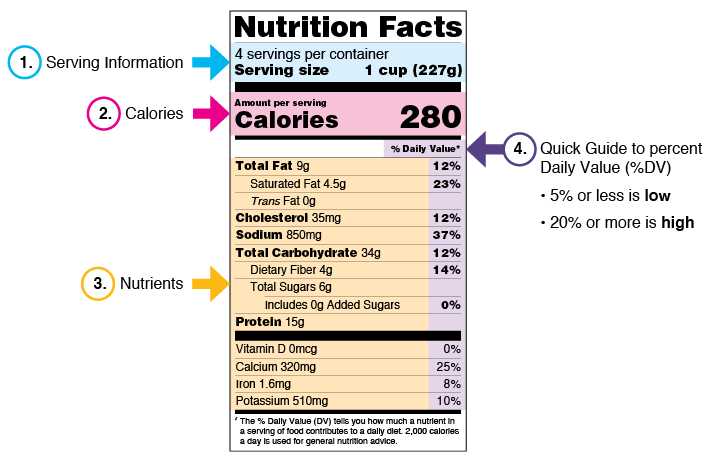 Nutrition Facts
4 servings per container
Serving size 1 cup (227g)
Amount per serving
Calories 280
% Daily Value*
Total Fat 9g 12%
Saturated Fat 4.5g 23%
Trans Fat 0g
Cholesterol 35mg 12%
Sodium 850mg 37%
Total Carbohydrate 34g 12%
Dietary Fiber 4g 14%
Total Sugars 6g
Includes 0g Added Sugars 0%
Protein 15g
Vitamin D 0mcg 0%
Calcium 320mg 25%
Iron 1.6mg 8%
Potassium 510mg 10%
* The % Daily Value (DV) tells you how much a nutrient in
a serving of food contributes to a daily diet. 2,000 calories
a day is used for general nutrition advice.
1. Serving Information
2. Calories
3. Nutrients
4. Quick Guide to percent
Daily Value (%DV)
• 5% or less is low
• 20% or more is high